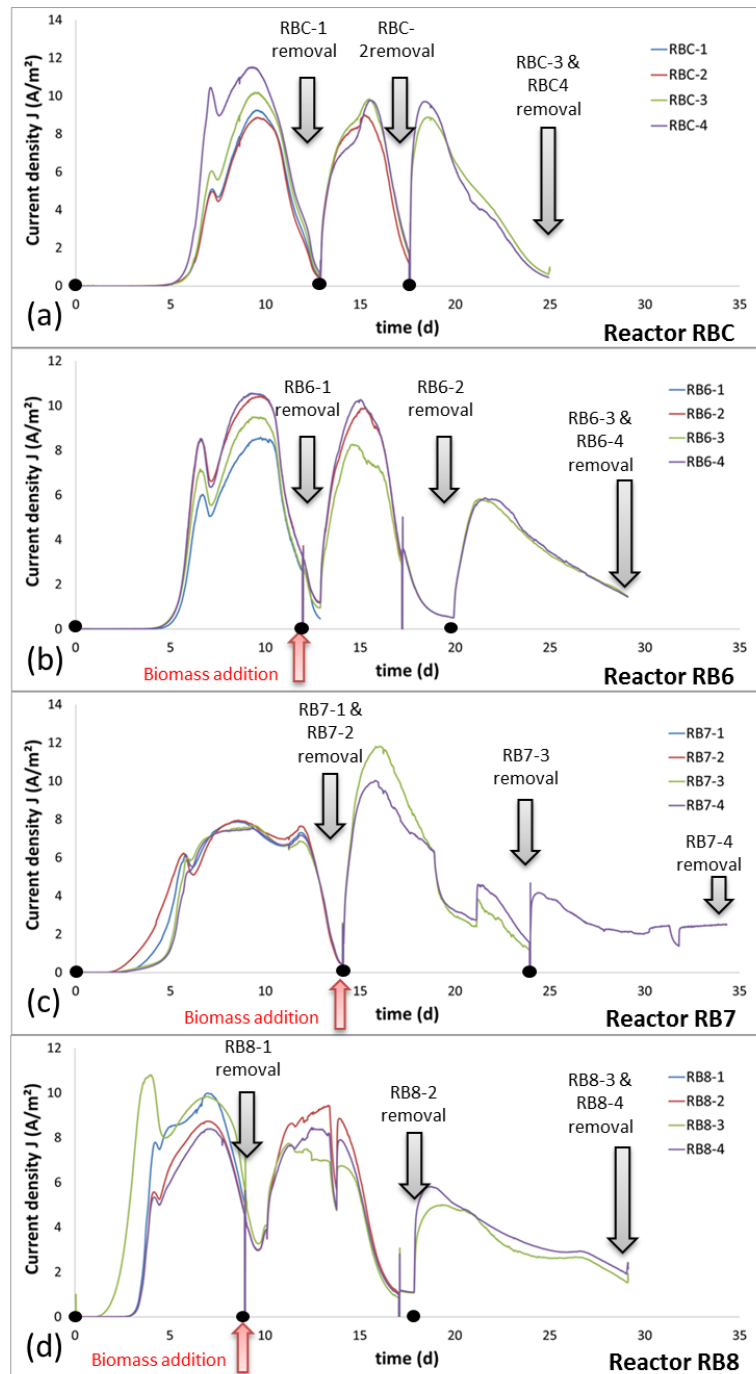 14
12
10
8
6
4
2
0
Current density J (A/m²)
RBC-1
removal
RBC-
2removal
RBC-3 &
RBC4
removal
RBC-1
RBC-2
RBC-3
RBC-4
0 5 10 15 20 25 30 35
time (d)
(a)
Reactor RBC
12
10
8
6
4
2
0
Current density J (A/m²)
RB6-1
removal
RB6-2
removal
RB6-3 &
RB6-4
removal
RB6-1
RB6-2
RB6-3
RB6-4
0 5 10 15 20 25 30 35
time (d)
(b)
Biomass addition
Reactor RB6
14
12
10
8
6
4
2
0
Current density J (A/m²)
RB7-1 &
RB7-2
removal
RB7-3
removal
RB7-4
removal
RB7-1
RB7-2
RB7-3
RB7-4
0 5 10 15 20 25 30 35
time (d)
(c)
Biomass addition
Reactor RB7
12
10
8
6
4
2
0
Current density J (A/m²)
RB8-1
removal
RB8-2
removal
RB8-3 &
RB8-4
removal
RB8-1
RB8-2
RB8-3
RB8-4
0 5 10 15 20 25 30 35
time (d)
(d)
Biomass addition
Reactor RB8